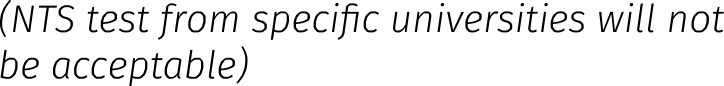 (NTS test from specific universities will not
be acceptable)